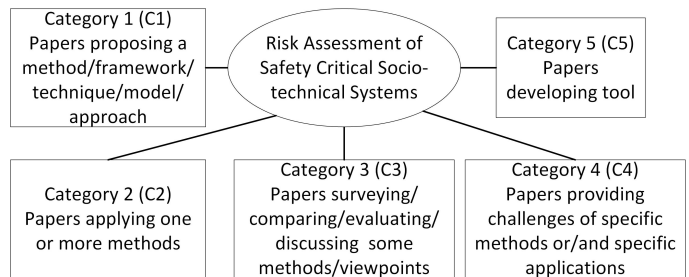 Category 1 (C1)
Papers proposing a
method/framework/
technique/model/
approach
Risk Assessment of
Safety Critical Socio-
technical Systems
Category 5 (C5)
Papers
developing tool
Category 2 (C2)
Papers applying one
or more methods
Category 3 (C3)
Papers surveying/
comparing/evaluating/
discussing some
methods/viewpoints
Category 4 (C4)
Papers providing
challenges of specific
methods or/and specific
applications